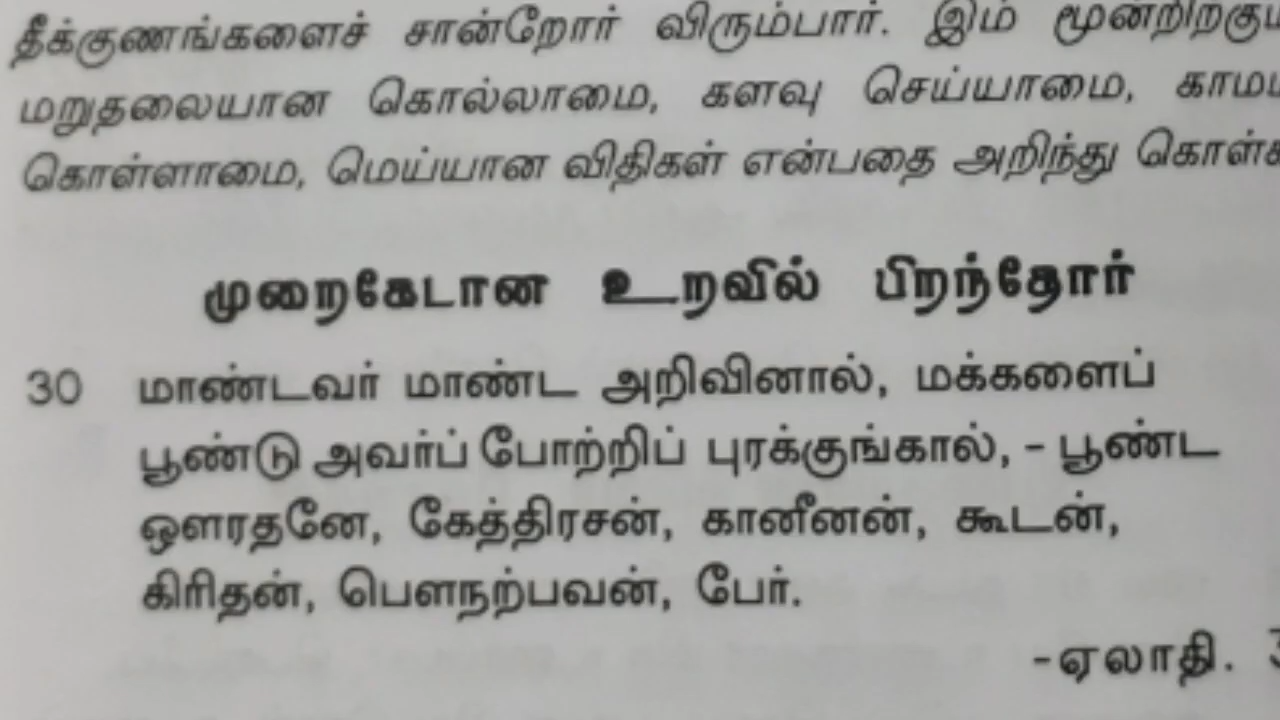 தீக்குணங்களைச் சான்றோர் விரும்பார். இம்
மறுதலையான கொல்லாமை, களவு செய்யாமை,
கொள்ளாமை, மெய்யான விதிகள் என்பதை அறிந்து
முறைகேடான உறவில் பிறந்தோர்
30 மாண்டவர் மாண்ட அறிவினால், மக்களைப்
பூண்டு அவர்ப் போற்றிப் புரக்குங்கால், - பூண்ட
ஔரதனே, கேத்திரசன், கானீனன், கூடன்,
கிரிதன், பௌநற்பவன், பேர்.
-ஏலாதி.